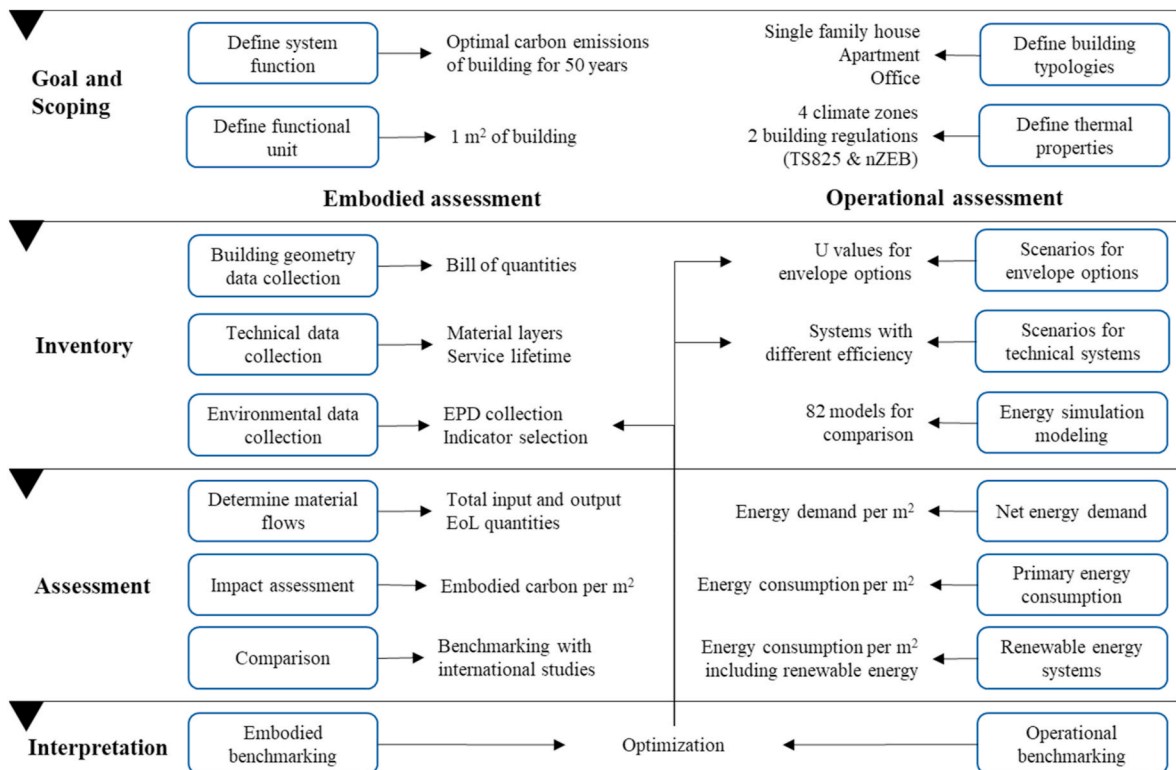 Goal and
Scoping
Define system
function
Optimal carbon emissions
of building for 50 years
Single family house
Apartment
Office
Define building
typologies
Define functional
unit
1 m² of building
4 climate zones
2 building regulations
(TS825 & nZEB)
Define thermal
properties
Embodied assessment
Operational assessment
Inventory
Building geometry
data collection
Bill of quantities
U values for
envelope options
Scenarios for
envelope options
Technical data
collection
Material layers
Service lifetime
Systems with
different efficiency
Scenarios for
technical systems
Environmental data
collection
EPD collection
Indicator selection
82 models for
comparison
Energy simulation
modeling
Assessment
Determine material
flows
Total input and output
EoL quantities
Energy demand per m²
Net energy demand
Impact assessment
Embodied carbon per m²
Energy consumption per m²
Primary energy
consumption
Comparison
Benchmarking with
international studies
Energy consumption per m²
including renewable energy
Renewable energy
systems
Interpretation
Embodied
benchmarking
Optimization
Operational
benchmarking